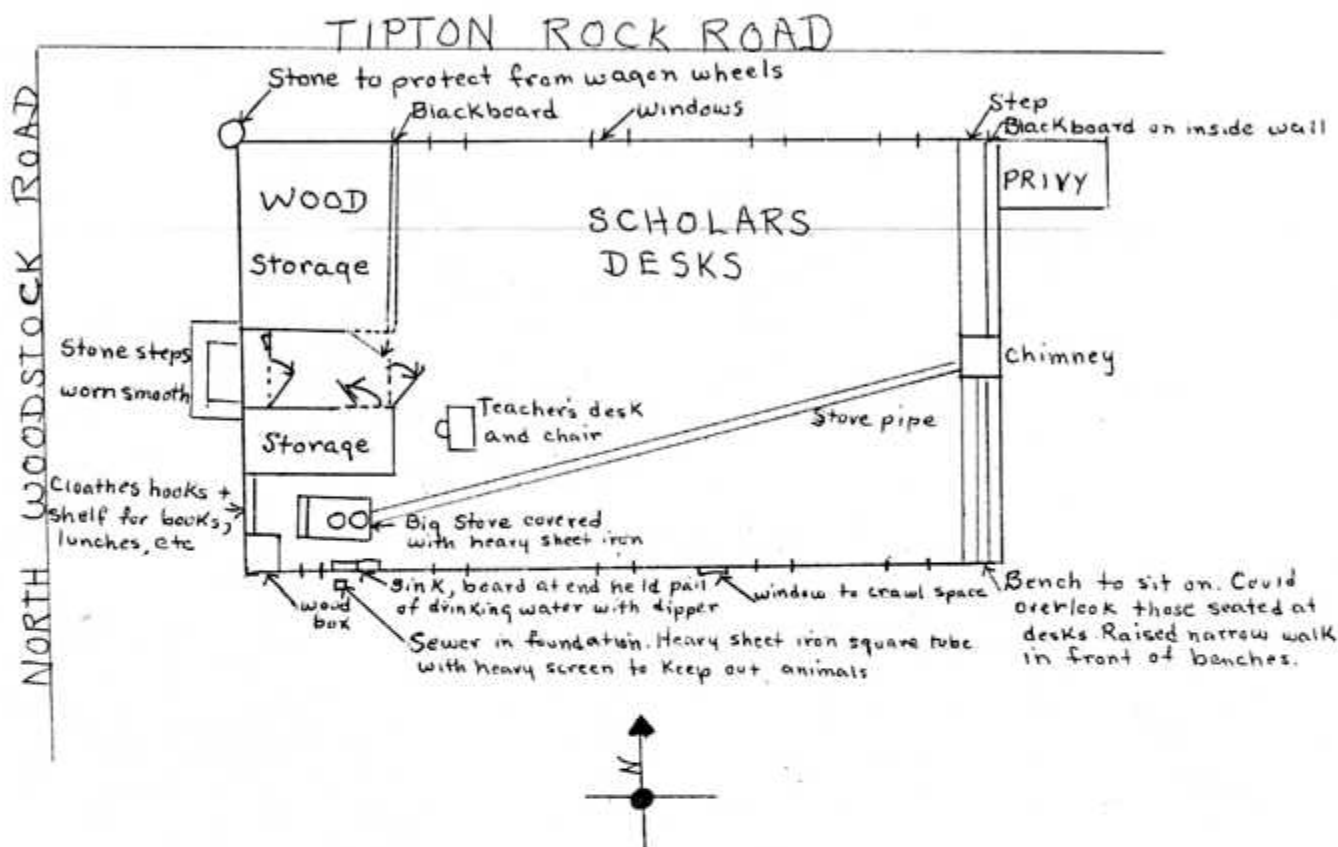 TIPTON ROCK ROAD
NORTH WOODSTOCK ROAD
Stone to protect from wagon wheels
Blackboard
Windows
Step
Blackboard on inside wall
PRIVY
WOOD
Storage
SCHOLARS
DESKS
Stone steps
worn smooth
Chimney
Teacher's desk
and chair
Stove pipe
Storage
Cloathes hooks +
shelf for books,
lunches, etc
Big Stove covered
with heavy sheet iron
wood
box
Sink, board at end held pail
of drinking water with dipper
window to crawl space
Bench to sit on. Could
overlook those seated at
desks. Raised narrow walk
in front of benches.
Sewer in foundation. Heavy sheet iron square tube
with heavy screen to keep out animals
N